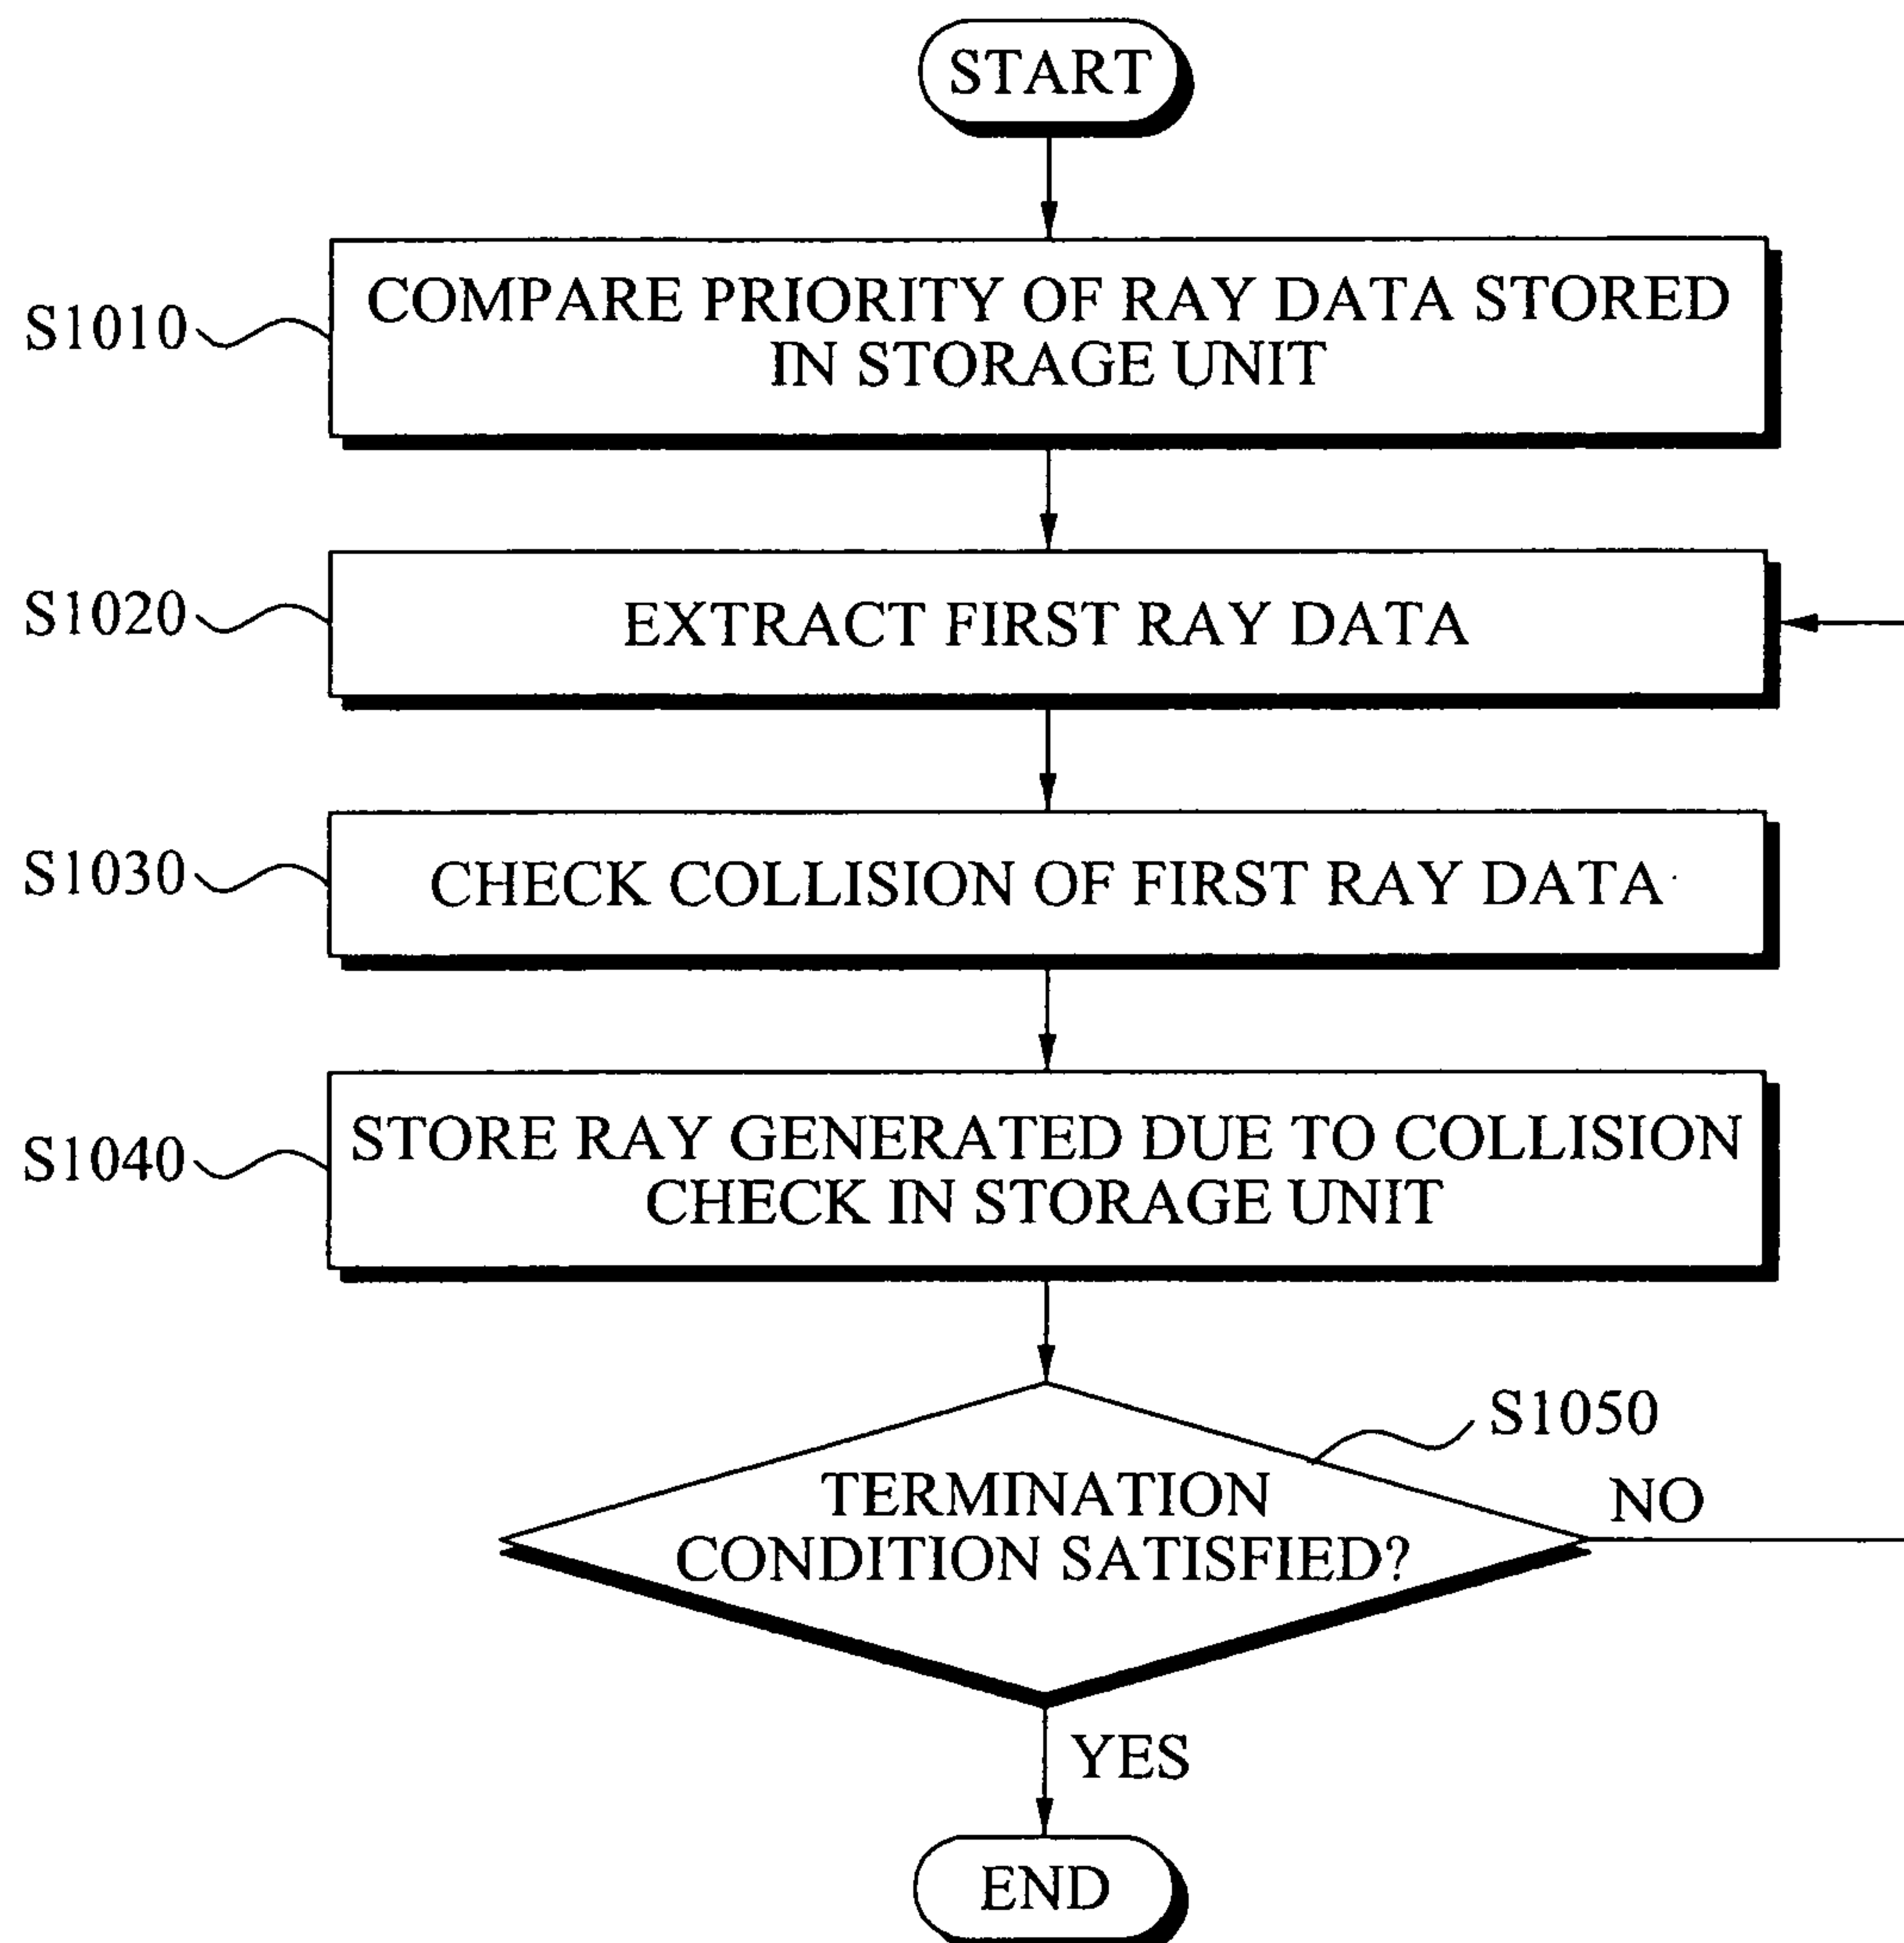 START
S1010
COMPARE PRIORITY OF RAY DATA STORED
IN STORAGE UNIT
S1020
EXTRACT FIRST RAY DATA
S1030
CHECK COLLISION OF FIRST RAY DATA
S1040
STORE RAY GENERATED DUE TO COLLISION
CHECK IN STORAGE UNIT
S1050
TERMINATION
CONDITION SATISFIED?
NO
YES
END